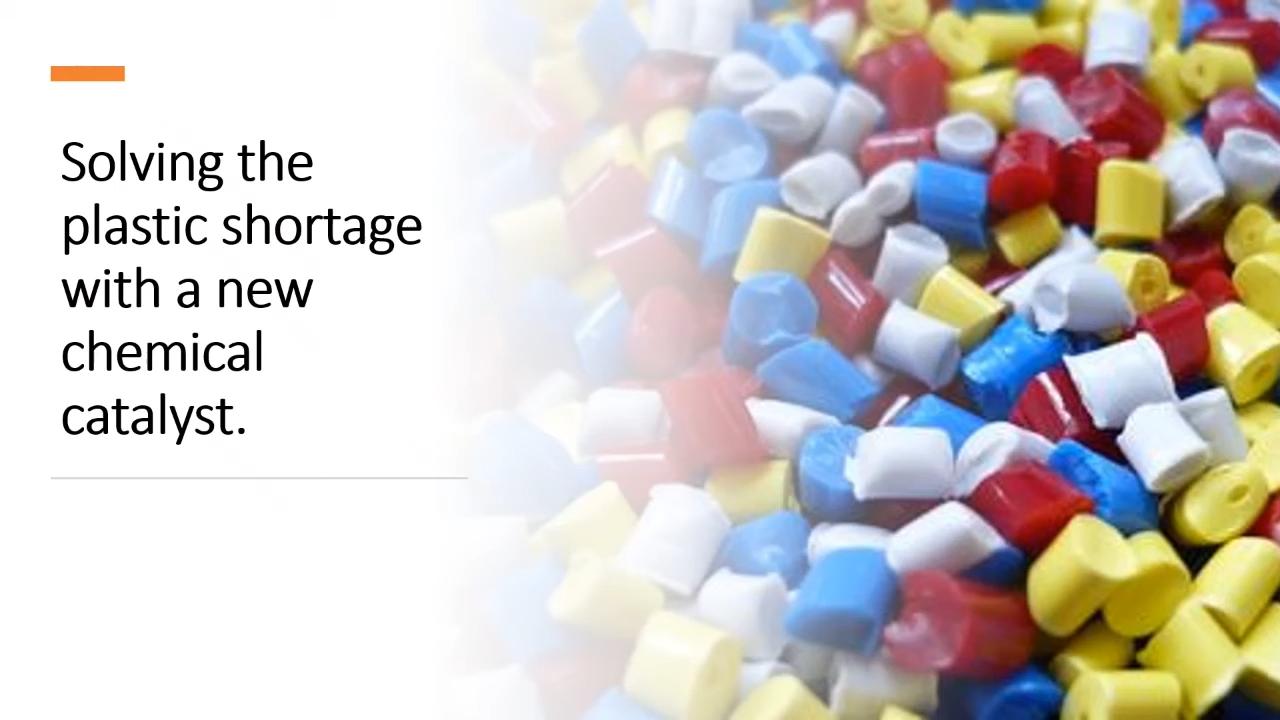 Solving the
plastic shortage
with a new
chemical
catalyst.